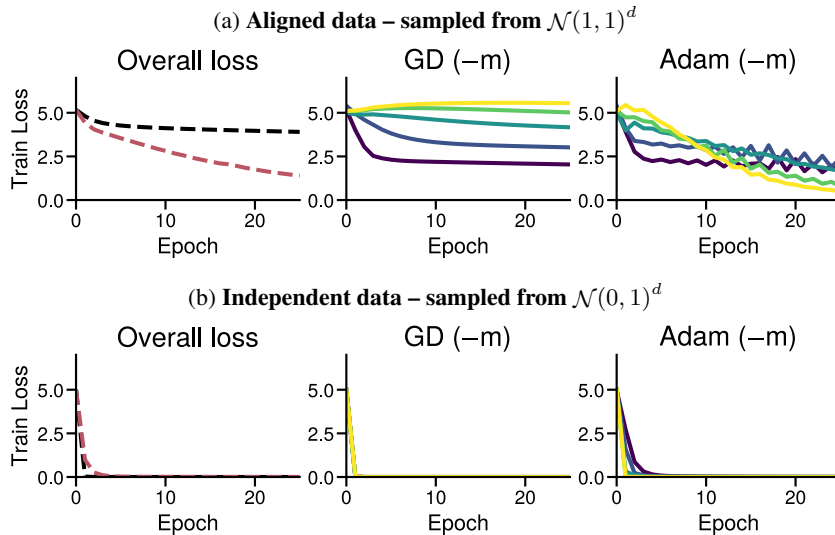 (a) Aligned data – sampled from 𝒩(1, 1)^d
Overall loss
GD (−m)
Adam (−m)
Train Loss
5.0
2.5
0.0
0
10
20
Epoch
5.0
2.5
0.0
0
10
20
Epoch
5.0
2.5
0.0
0
10
20
Epoch
(b) Independent data – sampled from 𝒩(0, 1)^d
Overall loss
GD (−m)
Adam (−m)
Train Loss
5.0
2.5
0.0
0
10
20
Epoch
5.0
2.5
0.0
0
10
20
Epoch
5.0
2.5
0.0
0
10
20
Epoch